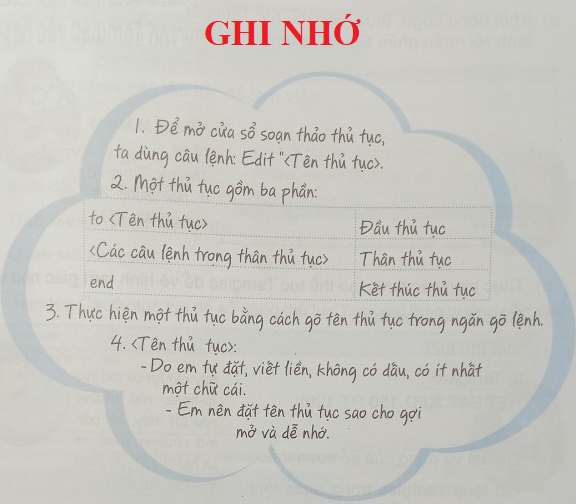 GHI NHỚ
1. Để mở cửa sổ soạn thảo thủ tục,
ta dùng câu lệnh: Edit "<Tên thủ tục>.
2. Một thủ tục gồm ba phần:
to <Tên thủ tục> Đầu thủ tục
<Các câu lệnh trong thân thủ tục> Thân thủ tục
end Kết thúc thủ tục
3. Thực hiện một thủ tục bằng cách gõ tên thủ tục trong ngăn gõ lệnh.
4. <Tên thủ tục>:
- Do em tự đặt, viết liền, không có dấu, có ít nhất
một chữ cái.
- Em nên đặt tên thủ tục sao cho gợi
mở và dễ nhớ.